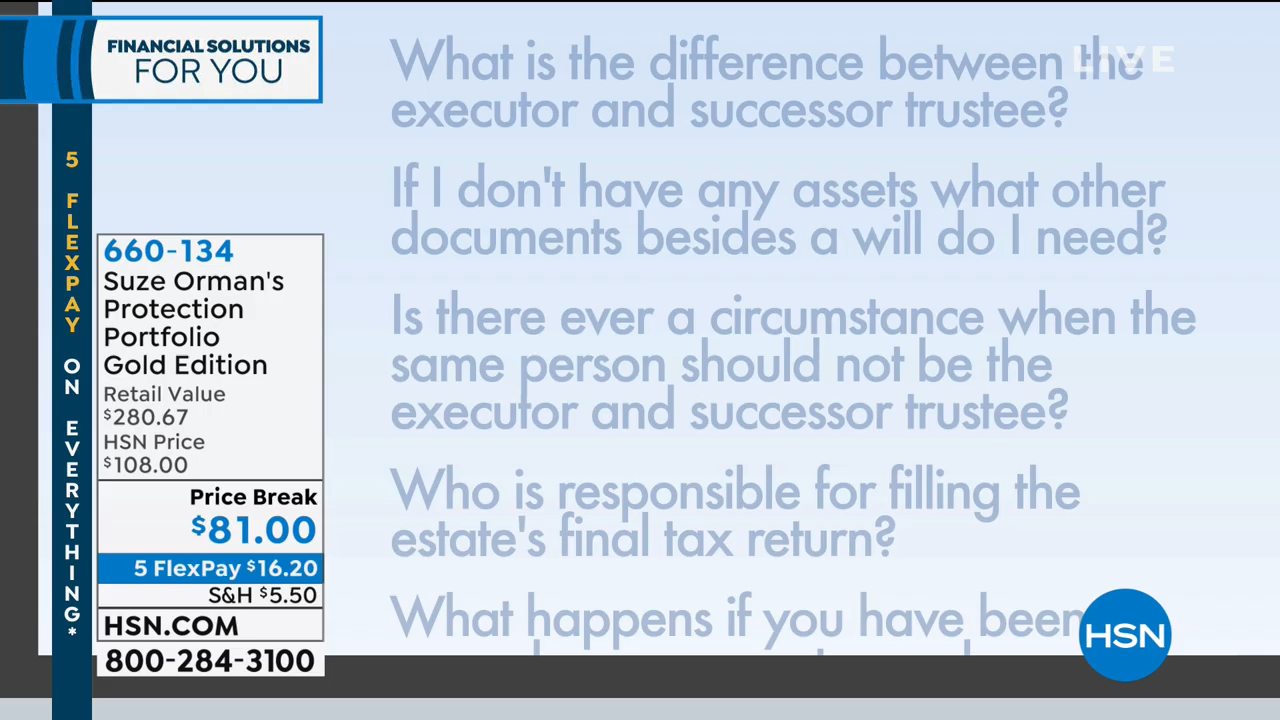 FINANCIAL SOLUTIONS
FOR YOU
5 FLEXPAY ON EVERYTHING*
660-134
Suze Orman's
Protection
Portfolio
Gold Edition
Retail Value
$280.67
HSN Price
$108.00
Price Break
$81.00
5 FlexPay $16.20
S&H $5.50
HSN.COM
800-284-3100
LIVE
What is the difference between the
executor and successor trustee?
If I don't have any assets what other
documents besides a will do I need?
Is there ever a circumstance when the
same person should not be the
executor and successor trustee?
Who is responsible for filling the
estate's final tax return?
What happens if you have been
HSN